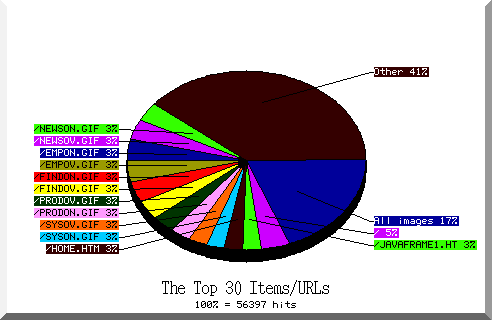 Other 41%
/NEWSON.GIF 3%
/NEWSOV.GIF 3%
/EMPON.GIF 3%
/EMPOV.GIF 3%
/FINDON.GIF 3%
/FINDOV.GIF 3%
/PRODOV.GIF 3%
/PRODON.GIF 3%
/SYSOV.GIF 3%
/SYSON.GIF 3%
/HOME.HTM 3%
All images 17%
/ 5%
/JAVAFRAME1.HT 3%
The Top 30 Items/URLs
100% = 56397 hits